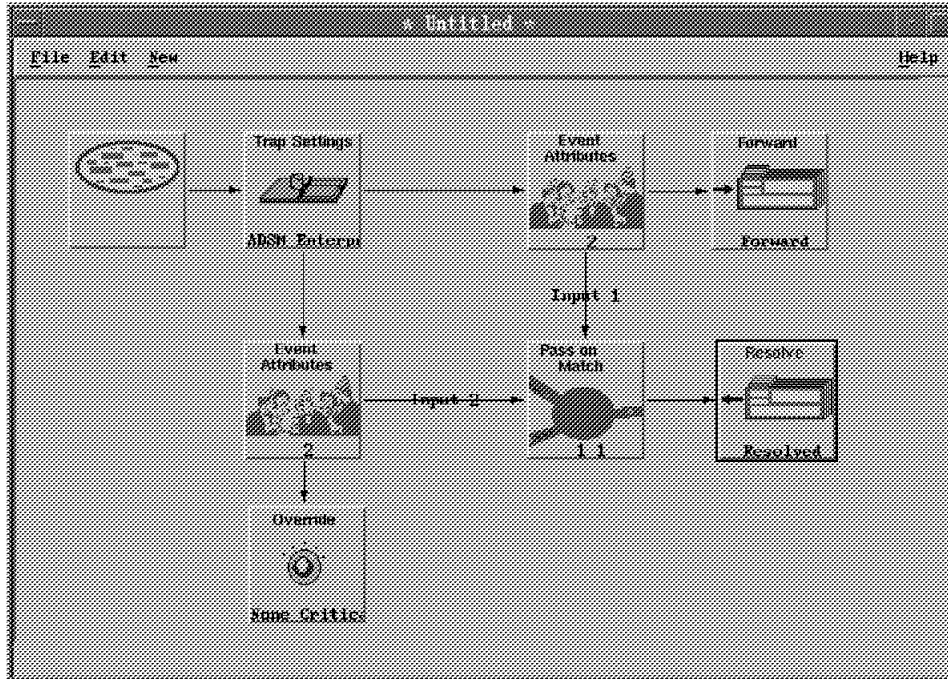 * Untitled *
File Edit New Help
Trap Settings
ADSM Enterpr
Event
Attributes
2
Forward
Forward
Input 1
Event
Attributes
2
Input 2
Pass on
Match
1 1
Resolve
Resolved
Override
None Critica